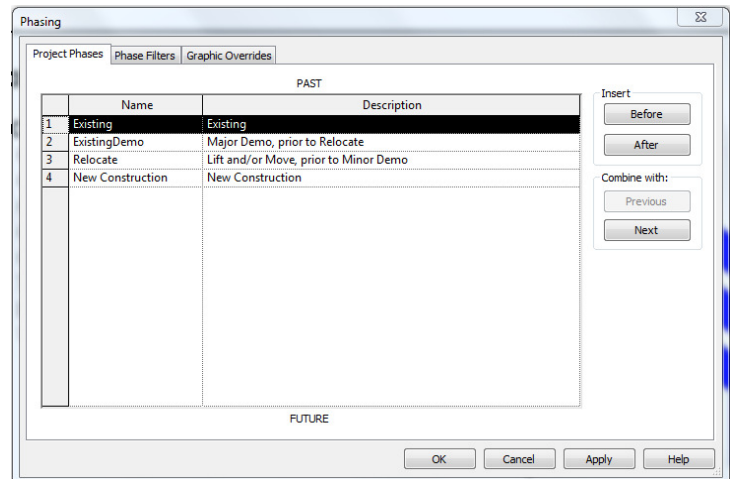 Phasing
Project Phases Phase Filters Graphic Overrides
PAST
Name Description
1 Existing Existing
2 ExistingDemo Major Demo, prior to Relocate
3 Relocate Lift and/or Move, prior to Minor Demo
4 New Construction New Construction
FUTURE
Insert
Before
After
Combine with:
Previous
Next
OK Cancel Apply Help